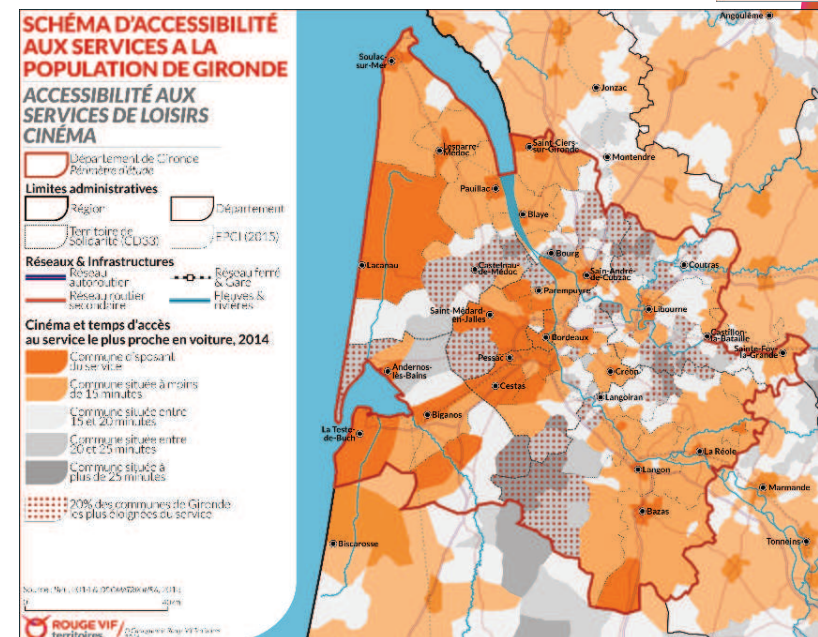 SCHÉMA D'ACCESSIBILITÉ
AUX SERVICES A LA
POPULATION DE GIRONDE
ACCESSIBILITÉ AUX
SERVICES DE LOISIRS
CINÉMA
Département de Gironde
Périmètre d'étude
Limites administratives
Région
Département
Territoire de
Solidarité (CD33)
EPCI (2015)
Réseaux & Infrastructures
Réseau
autoroutier
Réseau ferré
& Gare
Réseau routier
secondaire
Fleuves &
rivières
Cinéma et temps d'accès
au service le plus proche en voiture, 2014
Commune disposant
du service
Commune située à moins
de 15 minutes
Commune située entre
15 et 20 minutes
Commune située entre
20 et 25 minutes
Commune située à
plus de 25 minutes
20% des communes de Gironde
les plus éloignées du service
ROUGE VIF
territoires
Angoulême
Soulac-
sur-Mer
Jonzac
Lesparre-
Médoc
Saint-Ciers-
sur-Gironde
Montendre
Pauillac
Blaye
Bourg
Coutras
Lacanau
Castelnau-
de-Médoc
Sain-André-
de-Cubzac
Parempuyre
Libourne
Saint-Médard-
en-Jalles
Bordeaux
Castillon-
la-Bataille
Sainte-Foy-
la-Grande
Pessac
Andernos-
lès-Bains
Créon
Cestas
Langoiran
Biganos
La Teste-
de-Buch
La Réole
Langon
Marmande
Bazas
Biscarosse
Tonneins